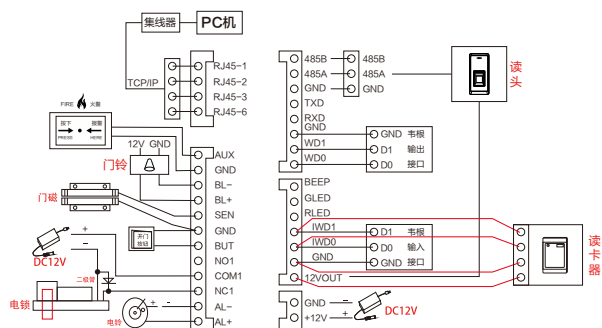 集线器
PC机
TCP/IP
RJ45-1
RJ45-2
RJ45-3
RJ45-6
FIRE 火警
按下 按警
PRESS HERE
12V GND
门铃
门磁
DC12V
开门
按钮
二极管
电锁
电铃
+
−
+ −
AUX
GND
BL−
BL+
SEN
GND
BUT
NO1
COM1
NC1
AL−
AL+
485B
485A
GND
TXD
RXD
GND
WD1
WD0
485B
485A
GND
GND 韦根
D1 输出
D0 接口
读头
BEEP
GLED
RLED
IWD1
IWD0
GND
12VOUT
D1 韦根
D0 输入
GND 接口
读卡器
GND −
+12V +
DC12V